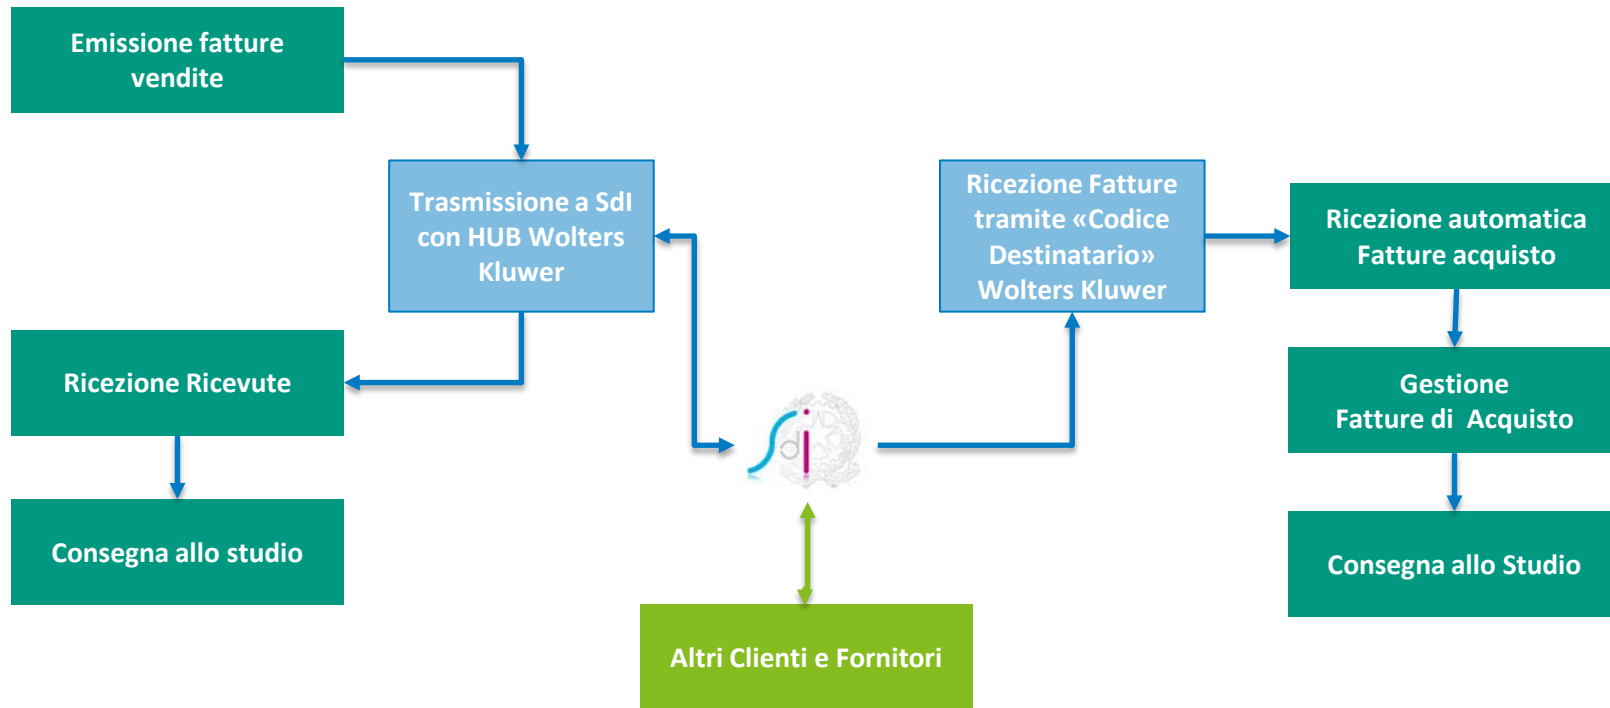 Emissione fatture
vendite
Trasmissione a SdI
con HUB Wolters
Kluwer
Ricezione Ricevute
Consegna allo studio
Sdi
Altri Clienti e Fornitori
Ricezione Fatture
tramite «Codice
Destinatario»
Wolters Kluwer
Ricezione automatica
Fatture acquisto
Gestione
Fatture di  Acquisto
Consegna allo Studio